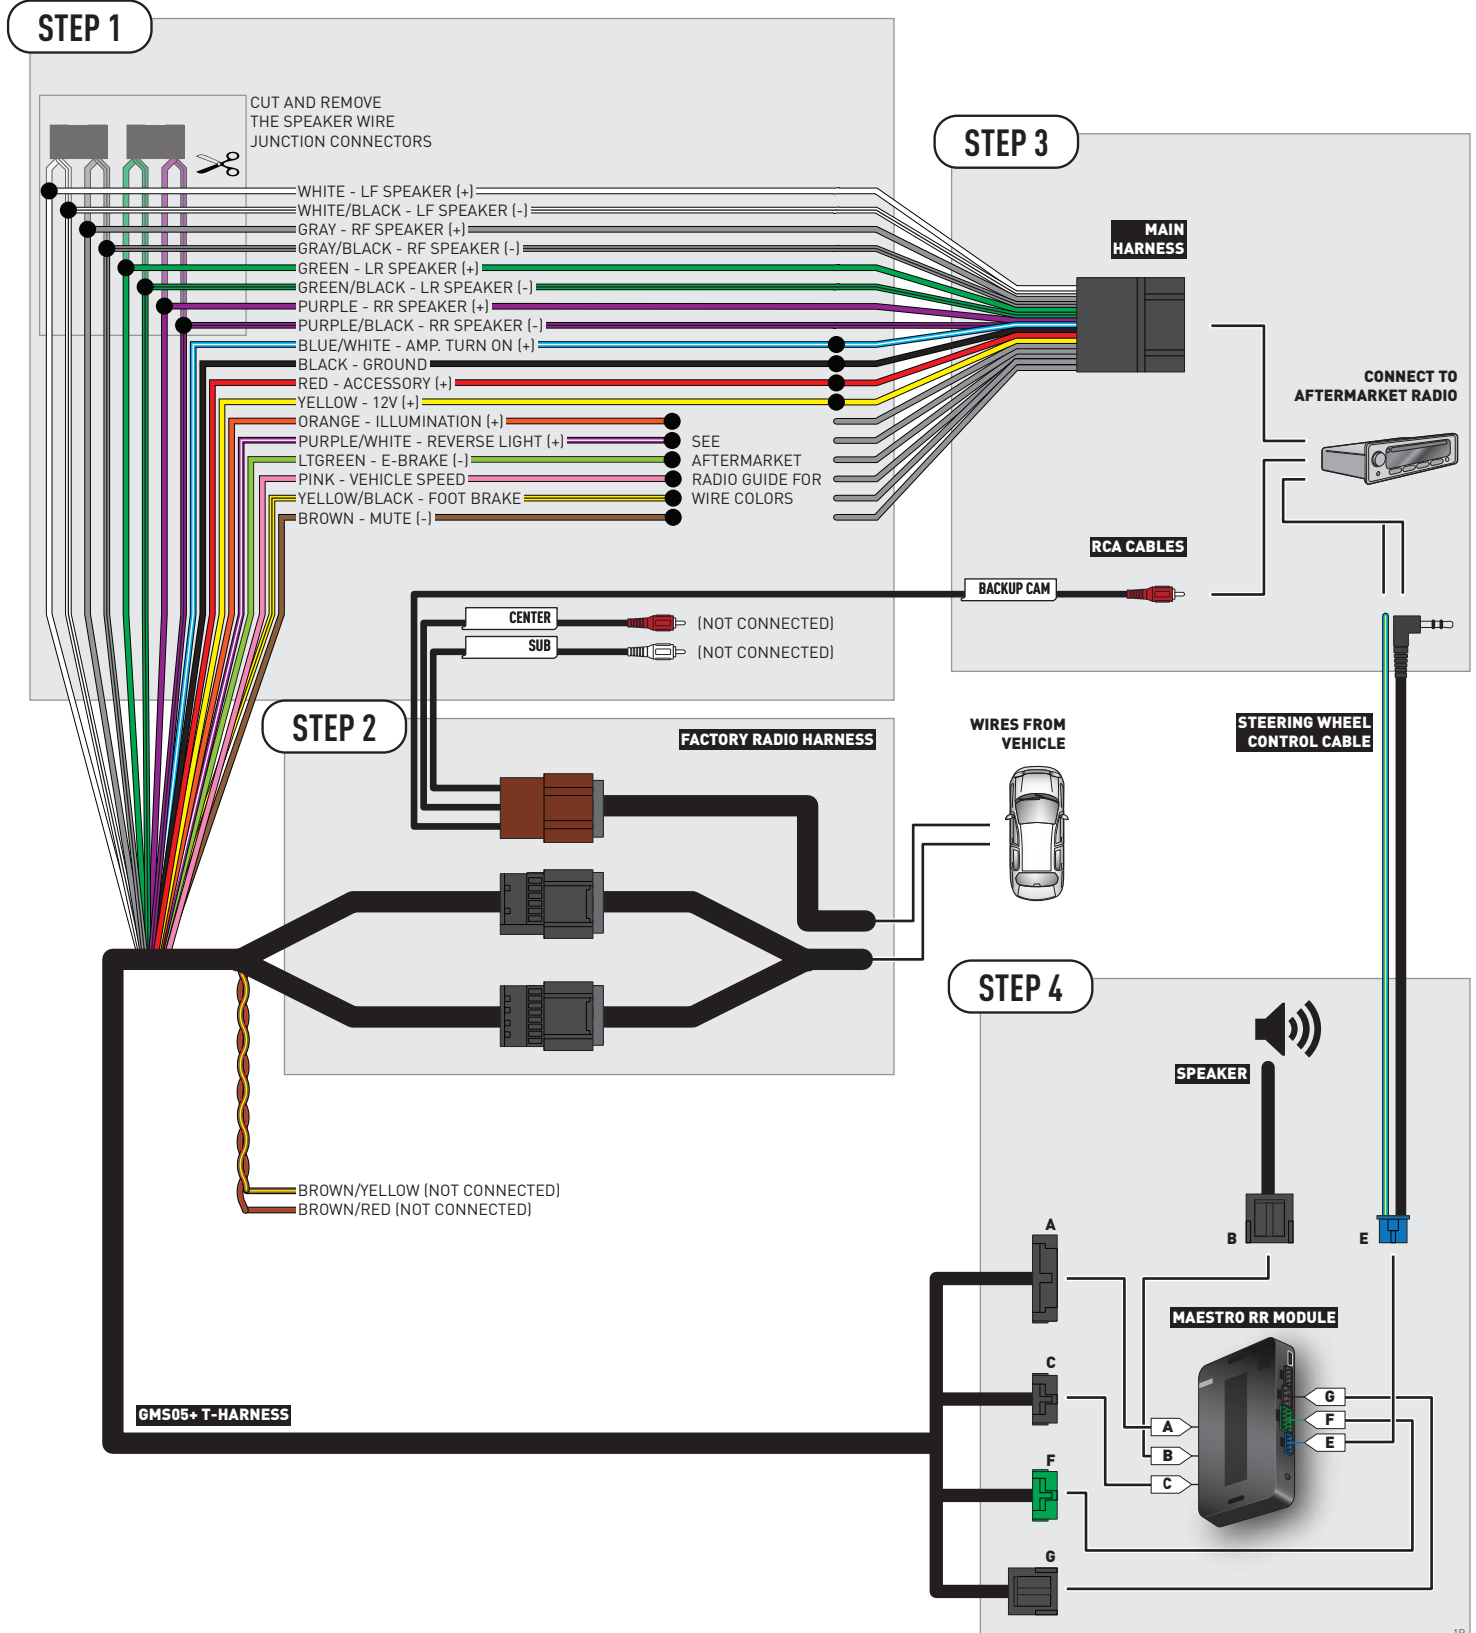 STEP 1
CUT AND REMOVE
THE SPEAKER WIRE
JUNCTION CONNECTORS
WHITE - LF SPEAKER (+)
WHITE/BLACK - LF SPEAKER (-)
GRAY - RF SPEAKER (+)
GRAY/BLACK - RF SPEAKER (-)
GREEN - LR SPEAKER (+)
GREEN/BLACK - LR SPEAKER (-)
PURPLE - RR SPEAKER (+)
PURPLE/BLACK - RR SPEAKER (-)
BLUE/WHITE - AMP. TURN ON (+)
BLACK - GROUND
RED - ACCESSORY (+)
YELLOW - 12V (+)
ORANGE - ILLUMINATION (+)
PURPLE/WHITE - REVERSE LIGHT (+)
LTGREEN - E-BRAKE (-)
PINK - VEHICLE SPEED
YELLOW/BLACK - FOOT BRAKE
BROWN - MUTE (-)
SEE
AFTERMARKET
RADIO GUIDE FOR
WIRE COLORS
CENTER
(NOT CONNECTED)
SUB
(NOT CONNECTED)
STEP 3
MAIN
HARNESS
CONNECT TO
AFTERMARKET RADIO
RCA CABLES
BACKUP CAM
STEERING WHEEL
CONTROL CABLE
STEP 2
FACTORY RADIO HARNESS
WIRES FROM
VEHICLE
BROWN/YELLOW (NOT CONNECTED)
BROWN/RED (NOT CONNECTED)
GMS05+ T-HARNESS
STEP 4
SPEAKER
B
E
A
C
F
G
MAESTRO RR MODULE
A
B
C
G
F
E